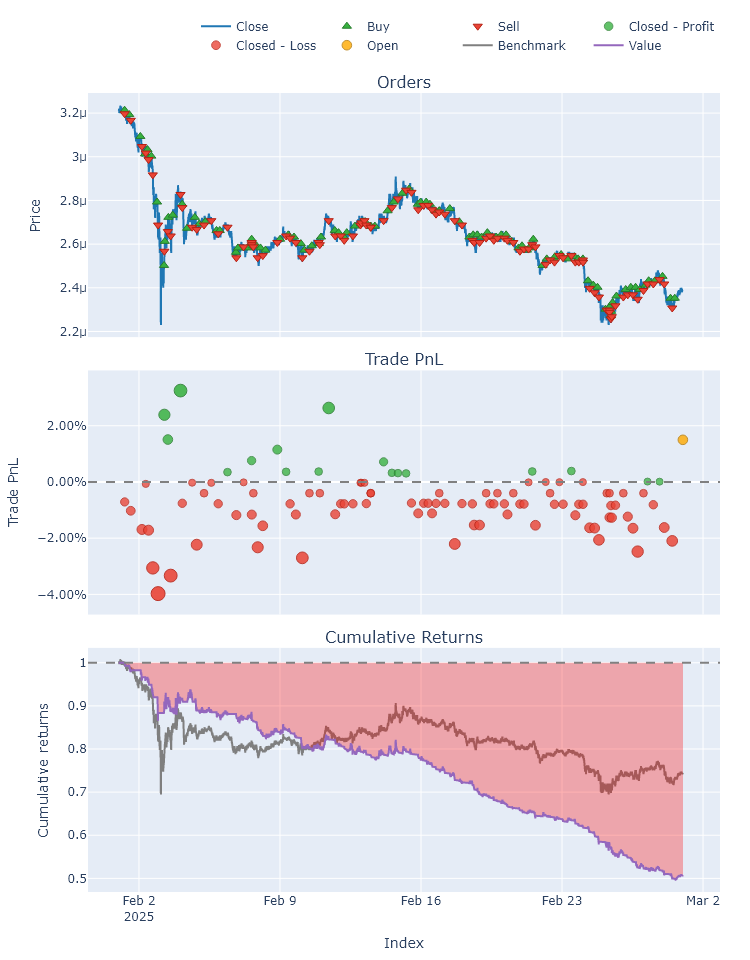 Close Buy Sell Closed - Profit
Closed - Loss Open Benchmark Value
Orders
3.2μ
3μ
2.8μ
2.6μ
2.4μ
2.2μ
Price
Trade PnL
2.00%
0.00%
−2.00%
−4.00%
Trade PnL
Cumulative Returns
1
0.9
0.8
0.7
0.6
0.5
Cumulative returns
Feb 2 Feb 9 Feb 16 Feb 23 Mar 2
2025
Index